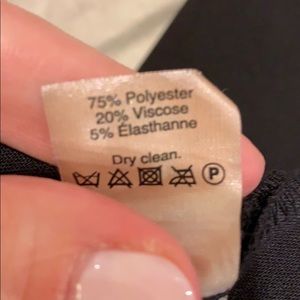 75% Polyester
20% Viscose
5% Élasthanne
Dry clean.
P